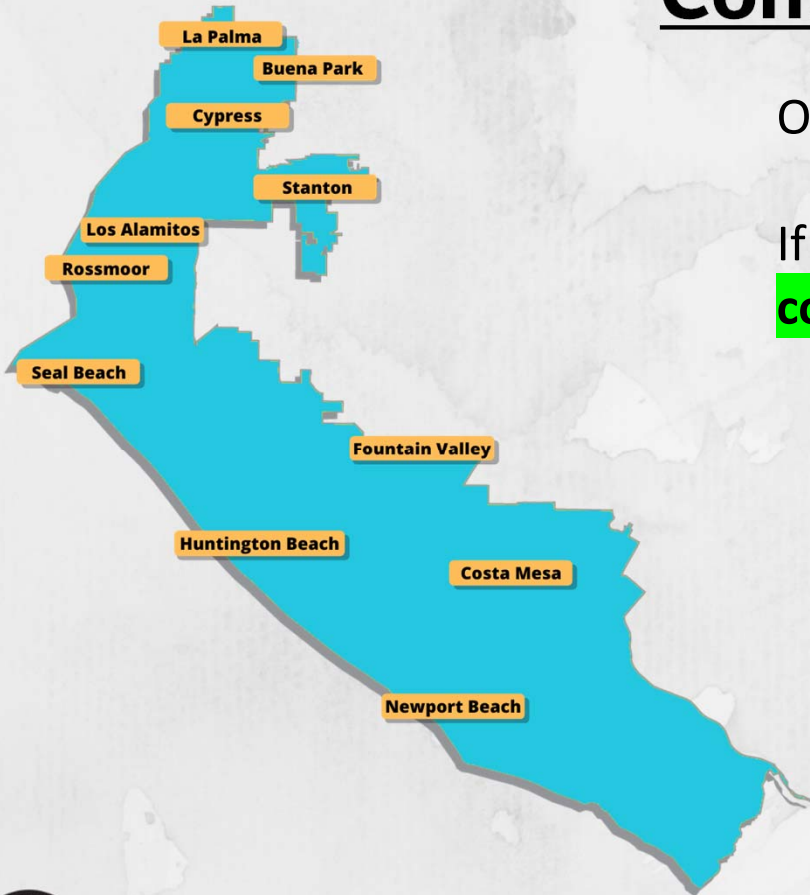 La Palma
Buena Park
Cypress
Stanton
Los Alamitos
Rossmoor
Seal Beach
Fountain Valley
Huntington Beach
Costa Mesa
Newport Beach
If